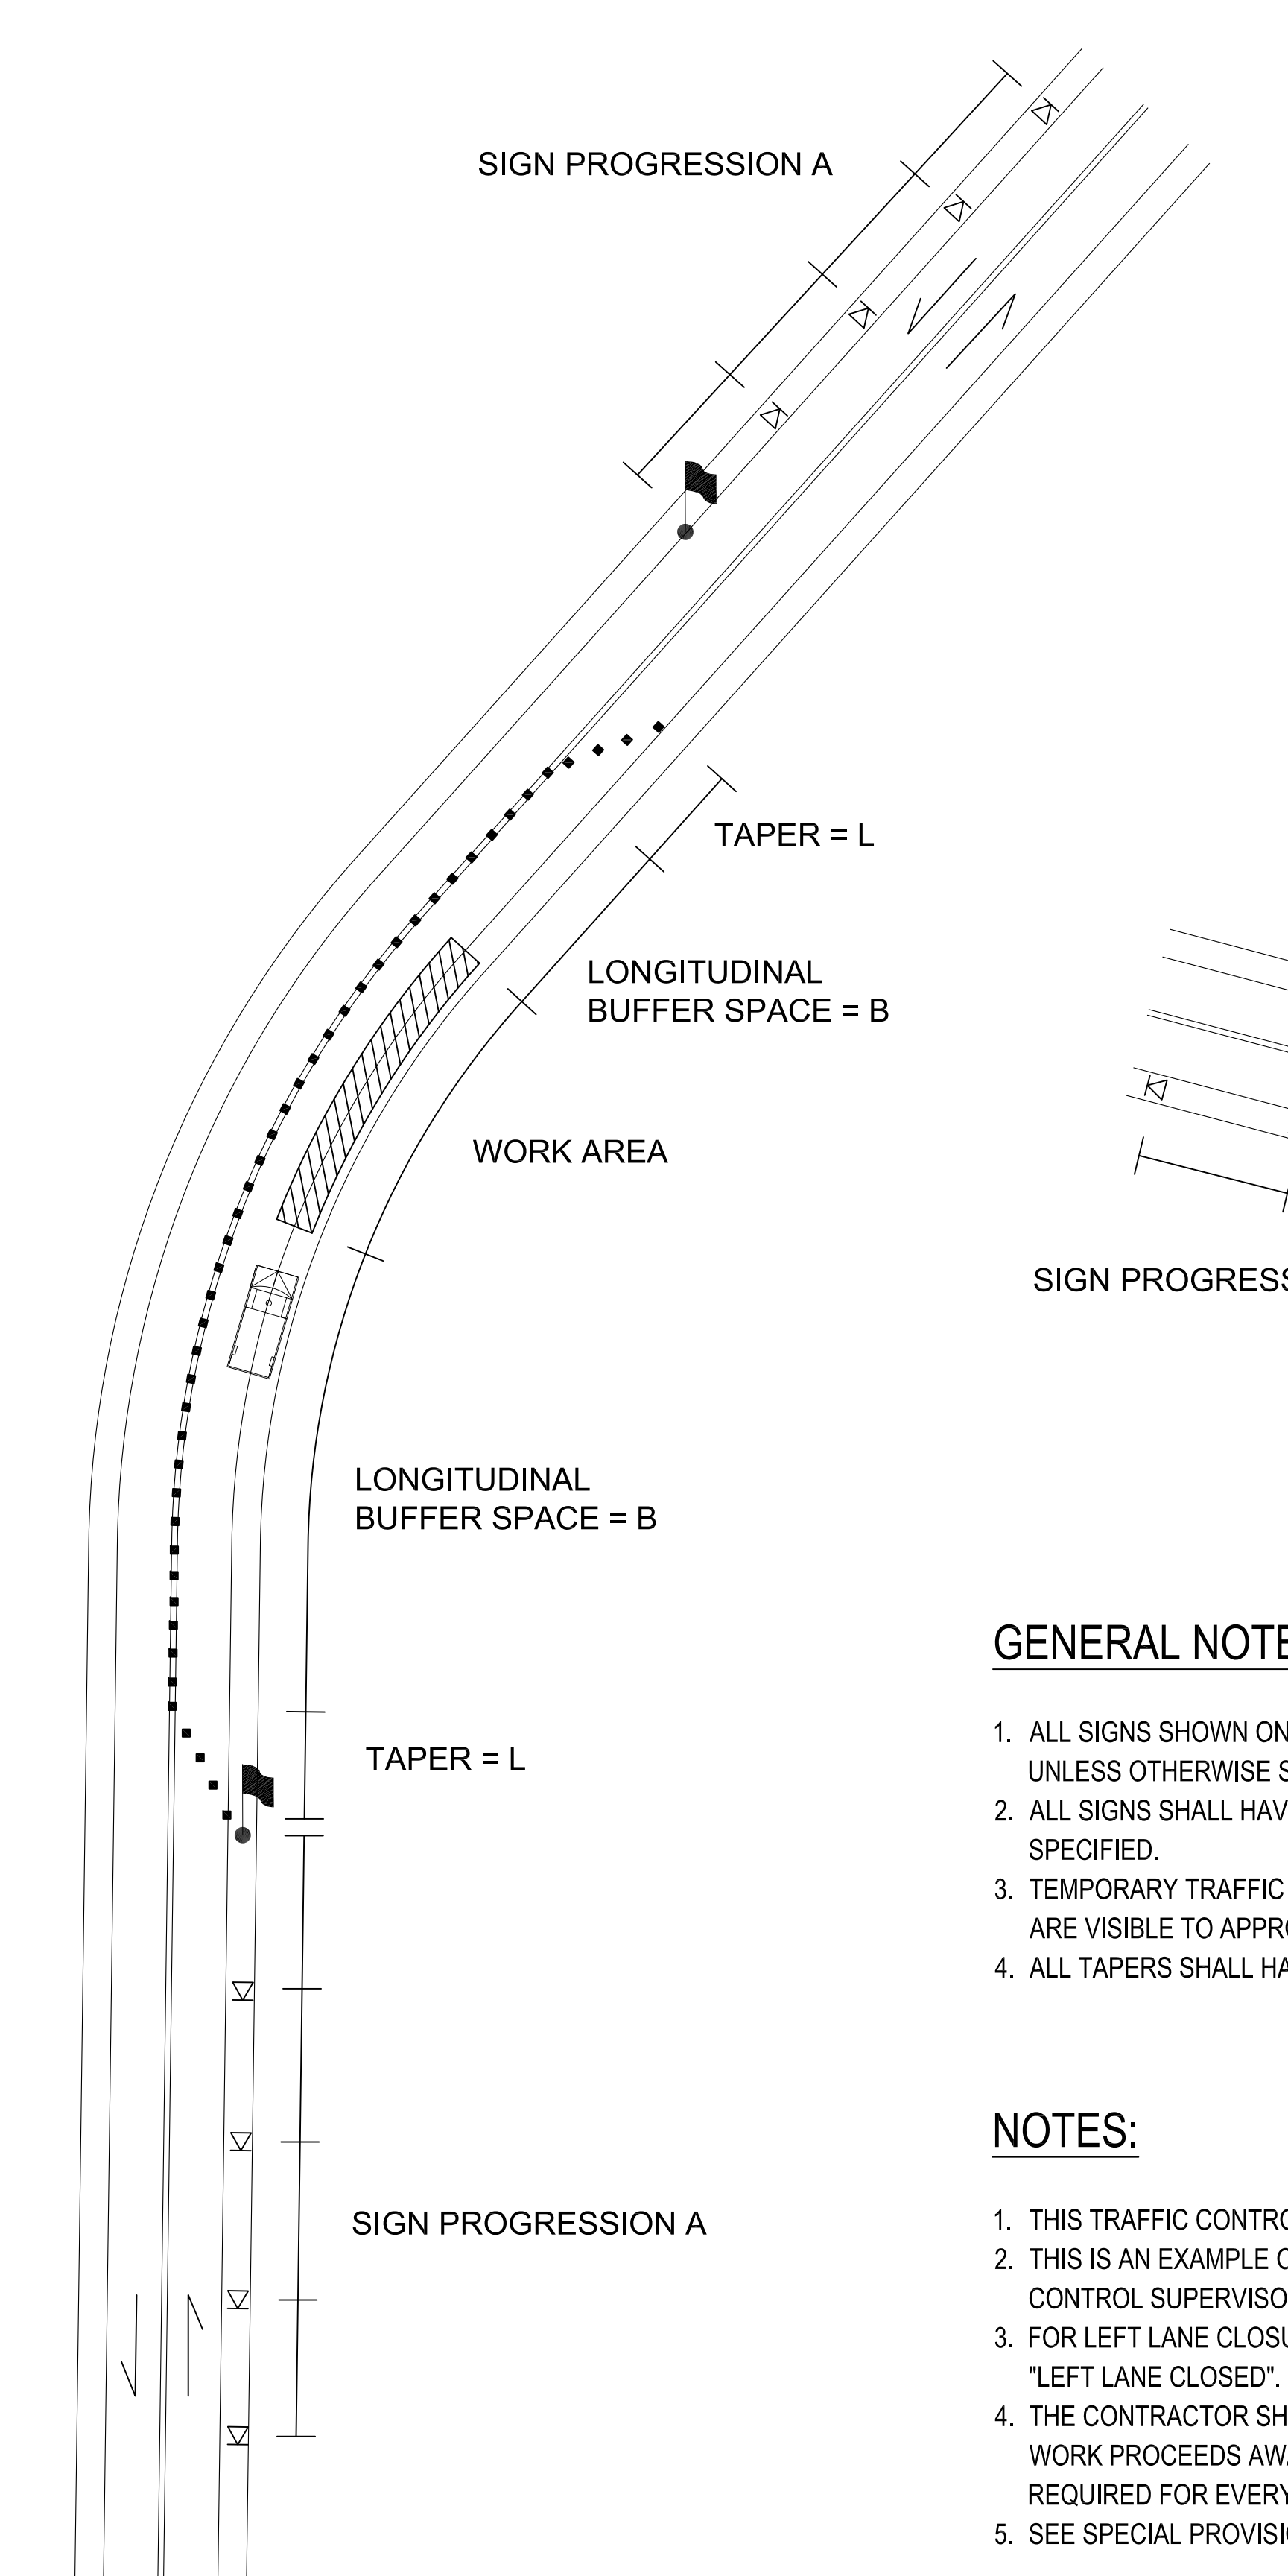 SIGN PROGRESSION A
TAPER = L
LONGITUDINAL
BUFFER SPACE = B
WORK AREA
SIGN PROGRESS
LONGITUDINAL
BUFFER SPACE = B
TAPER = L
SIGN PROGRESSION A
GENERAL NOTE
1. ALL SIGNS SHOWN ON
UNLESS OTHERWISE S
2. ALL SIGNS SHALL HAV
SPECIFIED.
3. TEMPORARY TRAFFIC
ARE VISIBLE TO APPRO
4. ALL TAPERS SHALL HA
NOTES:
1. THIS TRAFFIC CONTRO
2. THIS IS AN EXAMPLE O
CONTROL SUPERVISO
3. FOR LEFT LANE CLOSU
"LEFT LANE CLOSED".
4. THE CONTRACTOR SH
WORK PROCEEDS AWA
REQUIRED FOR EVERY
5. SEE SPECIAL PROVISIO